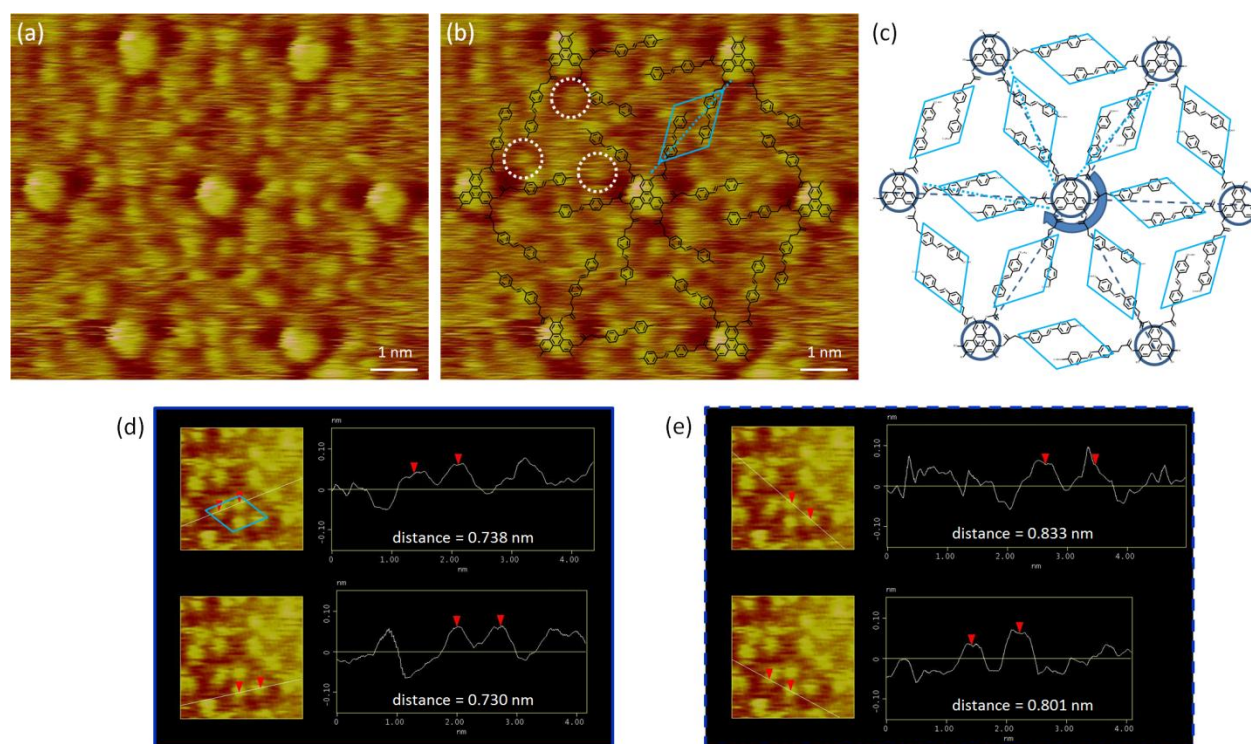 (a)
(b)
(c)
1 nm
1 nm
(d)
nm
0.10
0
-0.10
distance = 0.738 nm
0
1.00
2.00
3.00
4.00
nm
nm
0.10
0
-0.10
distance = 0.730 nm
0
1.00
2.00
3.00
4.00
nm
(e)
nm
0.10
0
-0.10
distance = 0.833 nm
0
1.00
2.00
3.00
4.00
nm
nm
0.10
0
-0.10
distance = 0.801 nm
0
1.00
2.00
3.00
4.00
nm